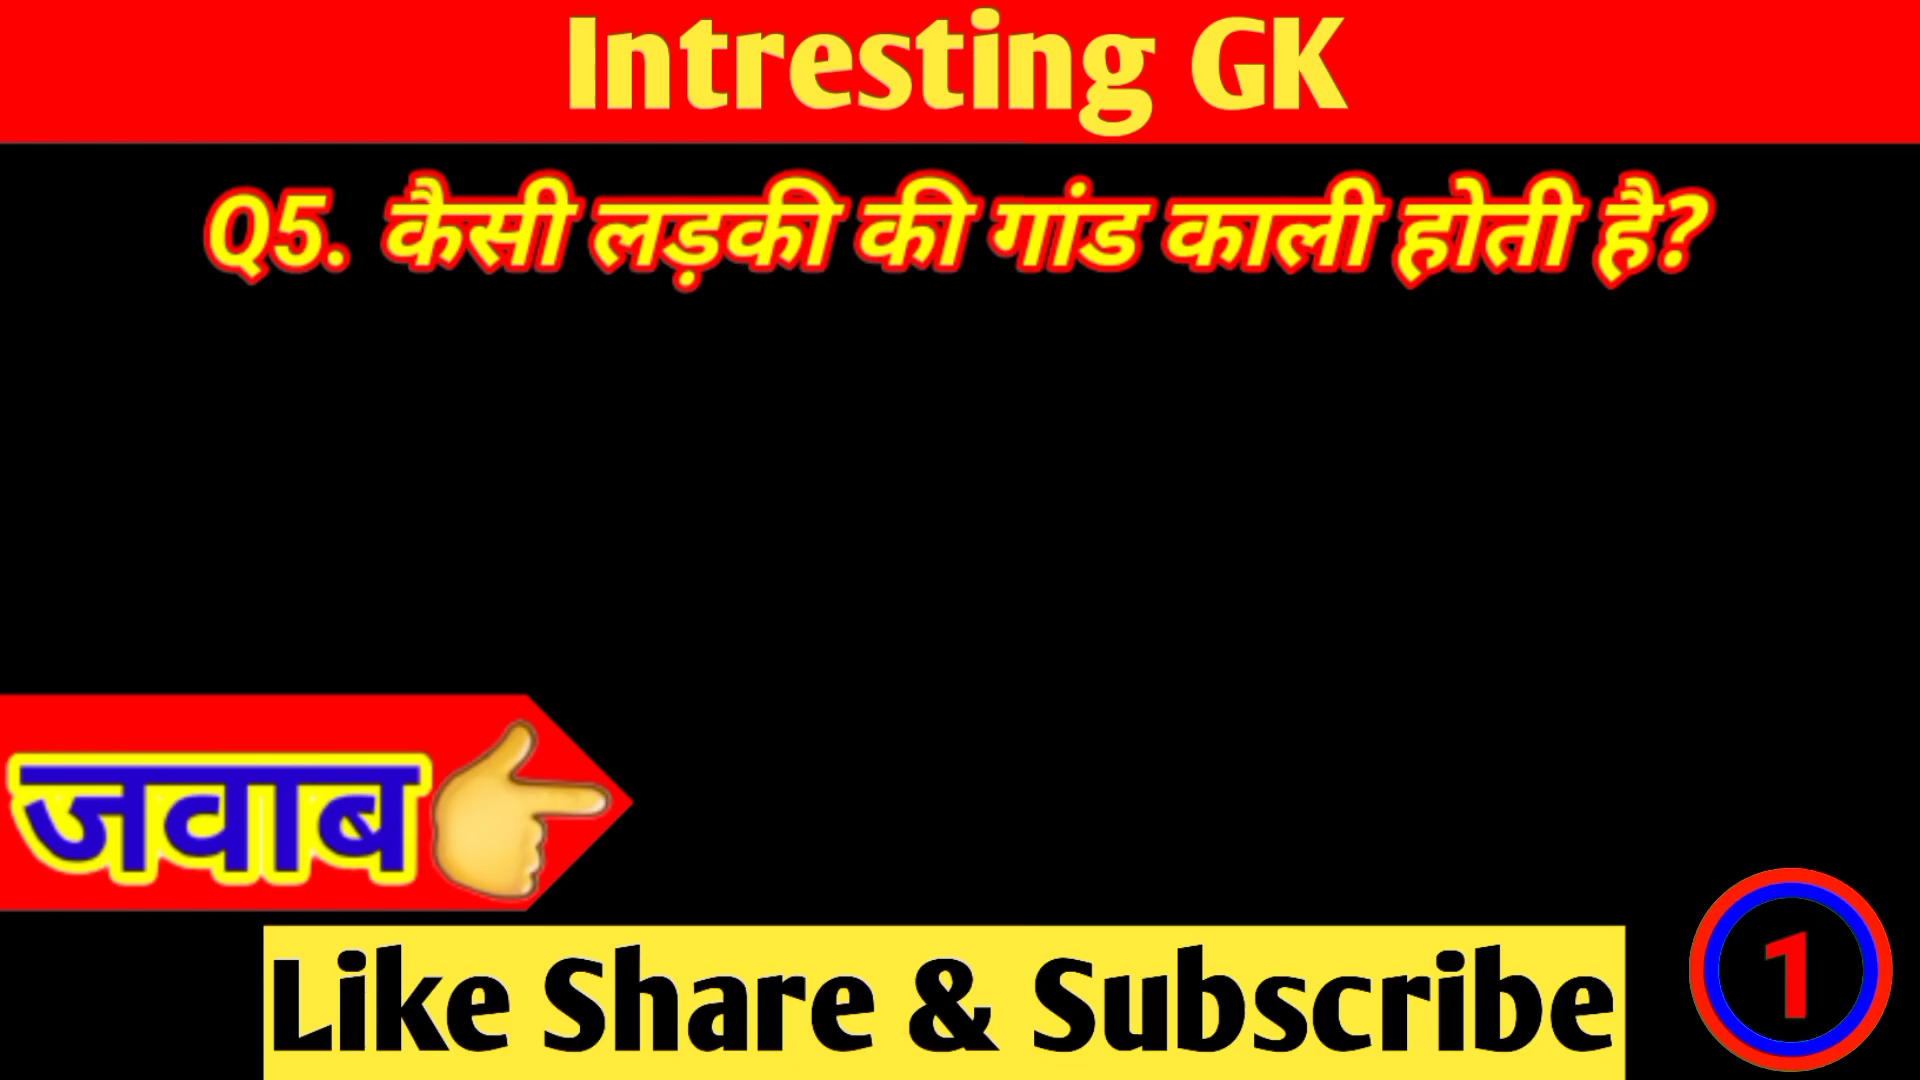 Intresting GK
Q5. कैसी लड़की की गांड काली होती है?
जवाब
Like Share & Subscribe
1